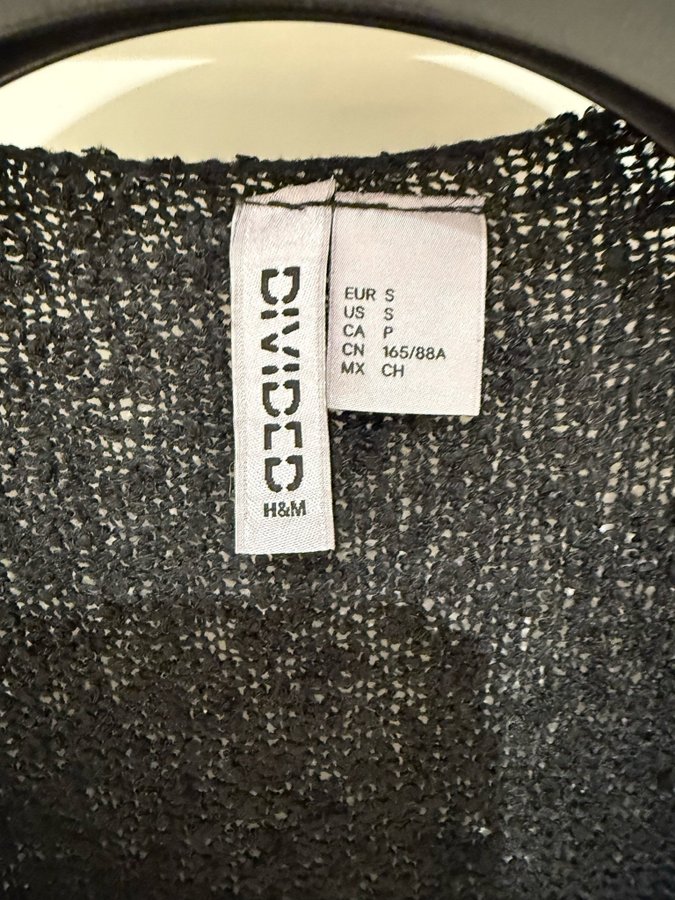 DIVIDED
H&M
EUR S
US S
CA P
CN 165/88A
MX CH